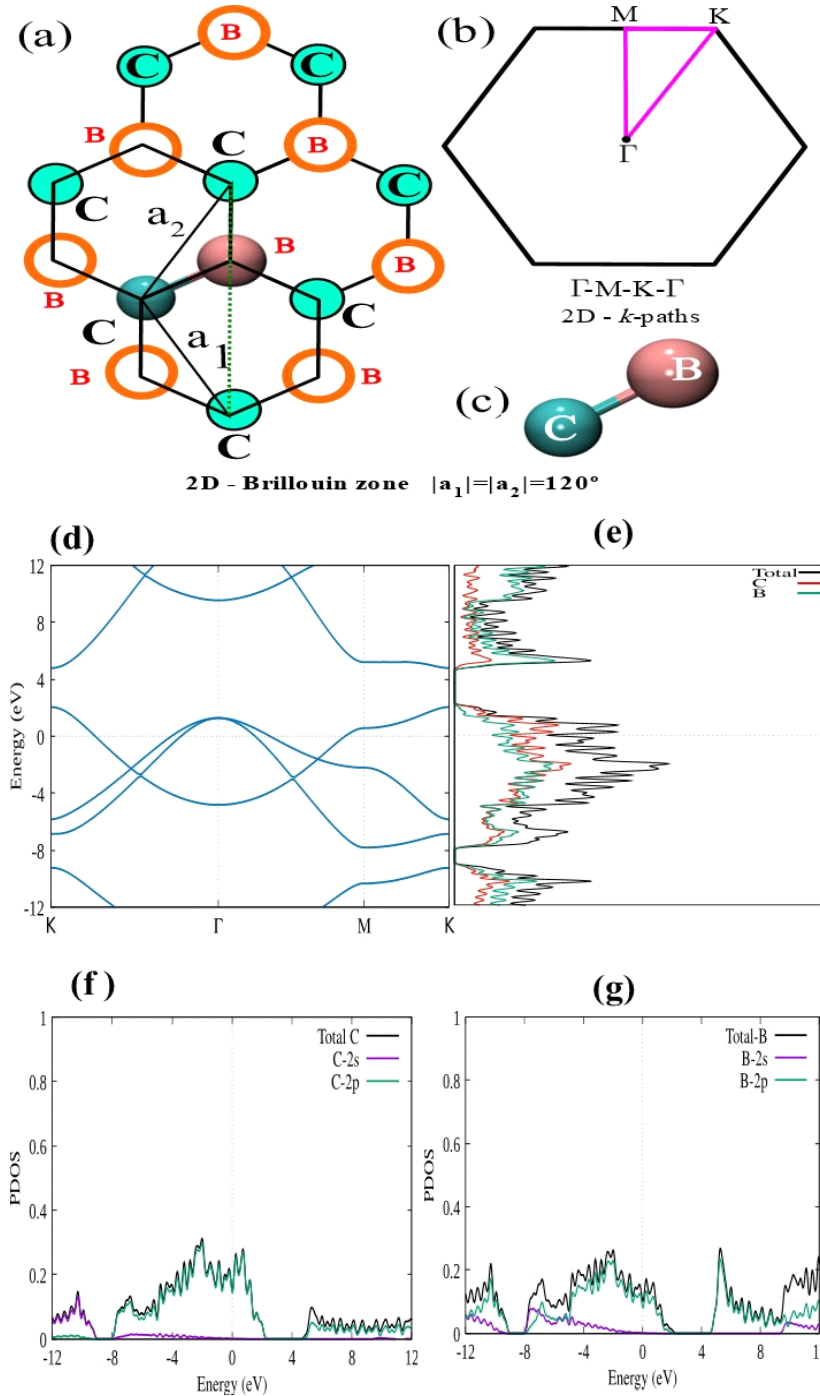 (a)
B
C
C
B
C
B
C
C
C
a₂
B
B
B
C
C
a₁
B
B
C
2D - Brillouin zone |a₁|=|a₂|=120°
(b)
M
K
Γ
Γ-M-K-Γ
2D - k-paths
(c)
B
C
(d)
12
8
4
0
-4
-8
-12
Energy (eV)
K
Γ
M
K
(e)
Total
C
B
(f )
1
0.8
0.6
0.4
0.2
0
PDOS
Total C
C-2s
C-2p
-12
-8
-4
0
4
8
12
Energy (eV)
(g)
1
0.8
0.6
0.4
0.2
0
PDOS
Total-B
B-2s
B-2p
-12
-8
-4
0
4
8
12
Energy (eV)